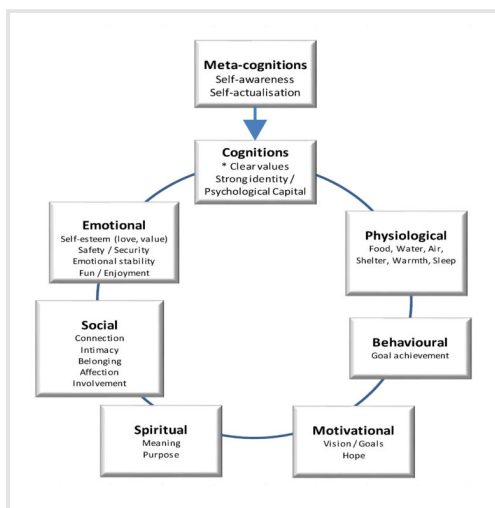 Meta-cognitions
Self-awareness
Self-actualisation
Cognitions
* Clear values
Strong identity /
Psychological Capital
Emotional
Self-esteem (love, value)
Safety / Security
Emotional stability
Fun / Enjoyment
Physiological
Food, Water, Air,
Shelter, Warmth, Sleep
Social
Connection
Intimacy
Belonging
Affection
Involvement
Behavioural
Goal achievement
Spiritual
Meaning
Purpose
Motivational
Vision / Goals
Hope